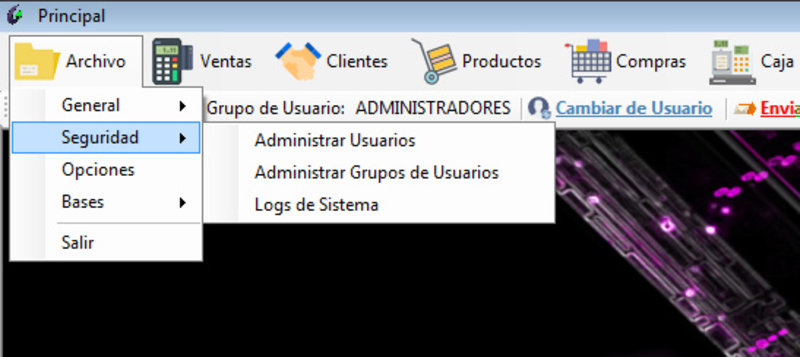 Principal
Archivo Ventas Clientes Productos Compras Caja
General Grupo de Usuario: ADMINISTRADORES Cambiar de Usuario
Seguridad Administrar Usuarios
Opciones Administrar Grupos de Usuarios
Bases Logs de Sistema
Salir